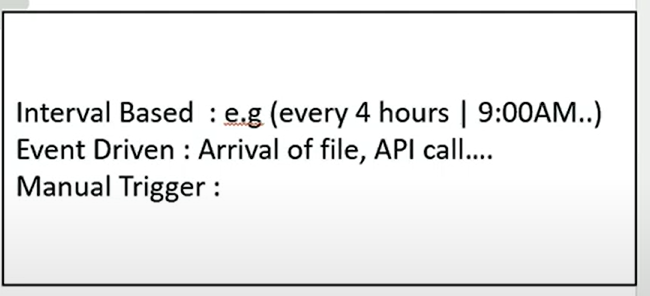 Interval Based  : e.g (every 4 hours | 9:00AM..)
Event Driven : Arrival of file, API call....
Manual Trigger :